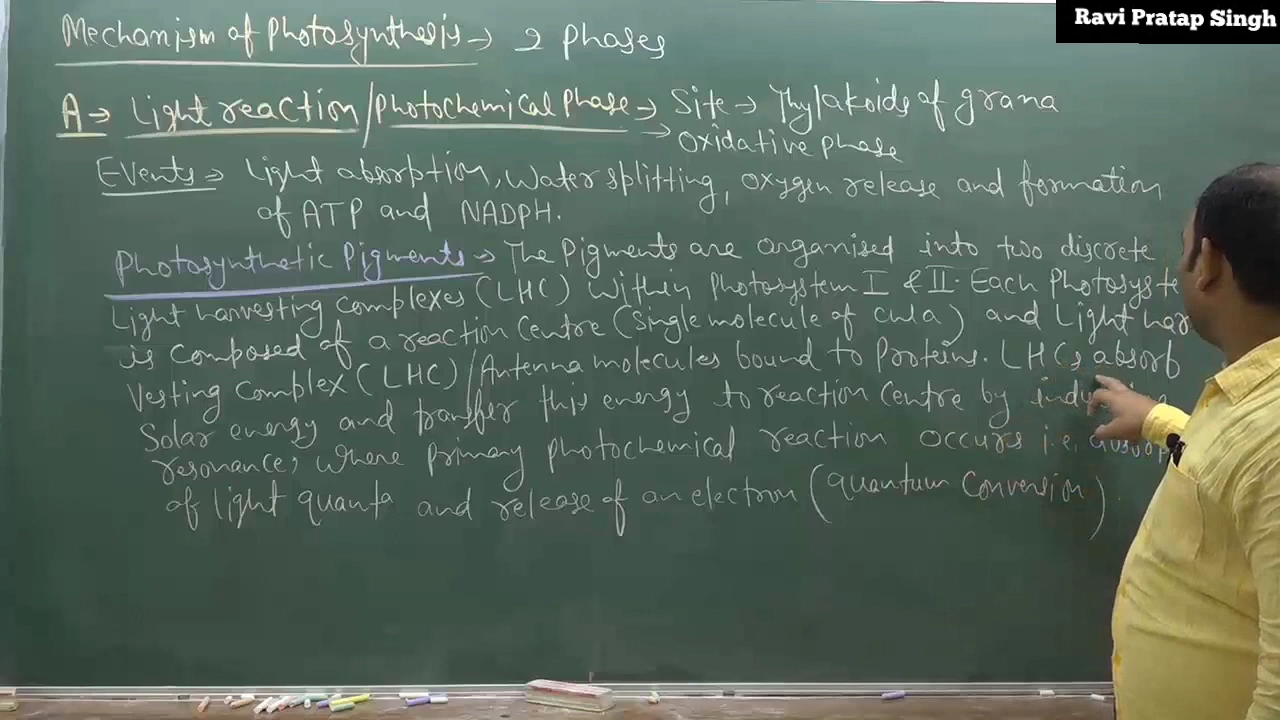 Ravi Pratap Singh
Mechanism of Photosynthesis → 2 Phases
A → Light reaction/Photochemical Phase → Site → Thylakoids of grana
→ Oxidative phase
Events → Light absorption, Water splitting, oxygen release and formation
of ATP and NADPH.
Photosynthetic Pigments → The Pigments are organised into two discrete
Light harvesting complexes (LHC) within Photosystem I & II. Each Photosyste
is composed of a reaction Centre (Single molecule of chl a) and Light har
vesting Complex (LHC)/Antenna molecules bound to Proteins. LHCs absorb
Solar energy and transfer this energy to reaction Centre by
resonance, where primary photochemical reaction occurs i.e.
of light quanta and release of an electron (quantum Conversion).